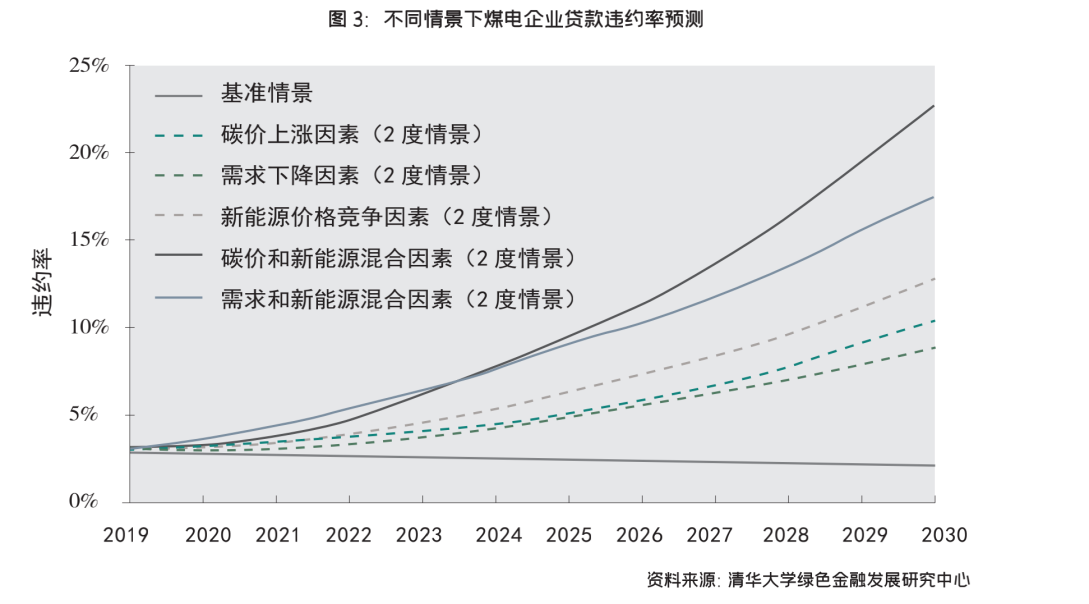 图 3：不同情景下煤电企业贷款违约率预测
25%
20%
15%
10%
5%
0%
违约率
基准情景
碳价上涨因素（2 度情景）
需求下降因素（2 度情景）
新能源价格竞争因素（2 度情景）
碳价和新能源混合因素（2 度情景）
需求和新能源混合因素（2 度情景）
2019 2020 2021 2022 2023 2024 2025 2026 2027 2028 2029 2030
资料来源: 清华大学绿色金融发展研究中心